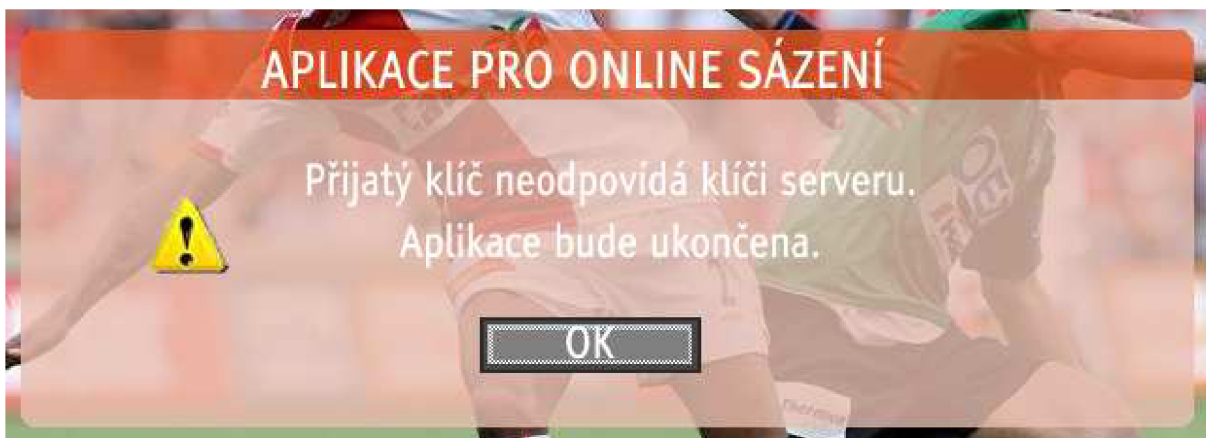 APLIKACE PRO ONLINE SÁZENÍ
Přijatý klíč neodpovídá klíči serveru.
Aplikace bude ukončena.
OK